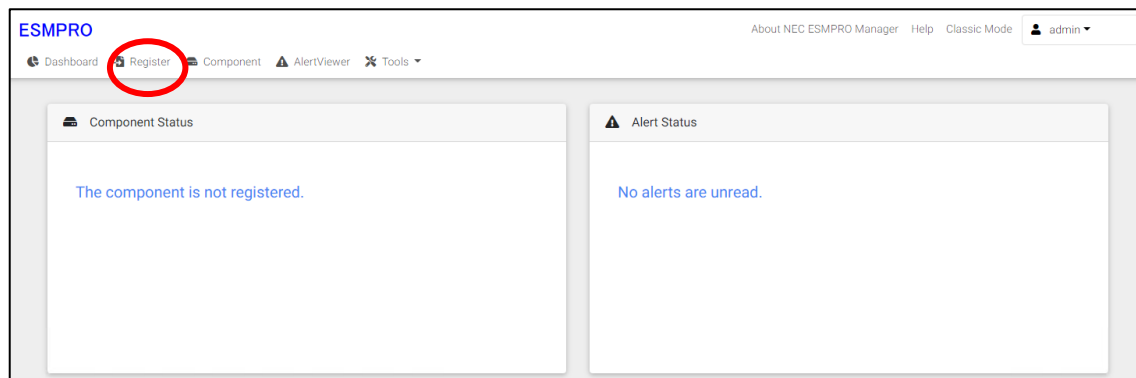 ESMPRO
About NEC ESMPRO Manager Help Classic Mode admin
Dashboard Register Component AlertViewer Tools
Component Status
Alert Status
The component is not registered.
No alerts are unread.